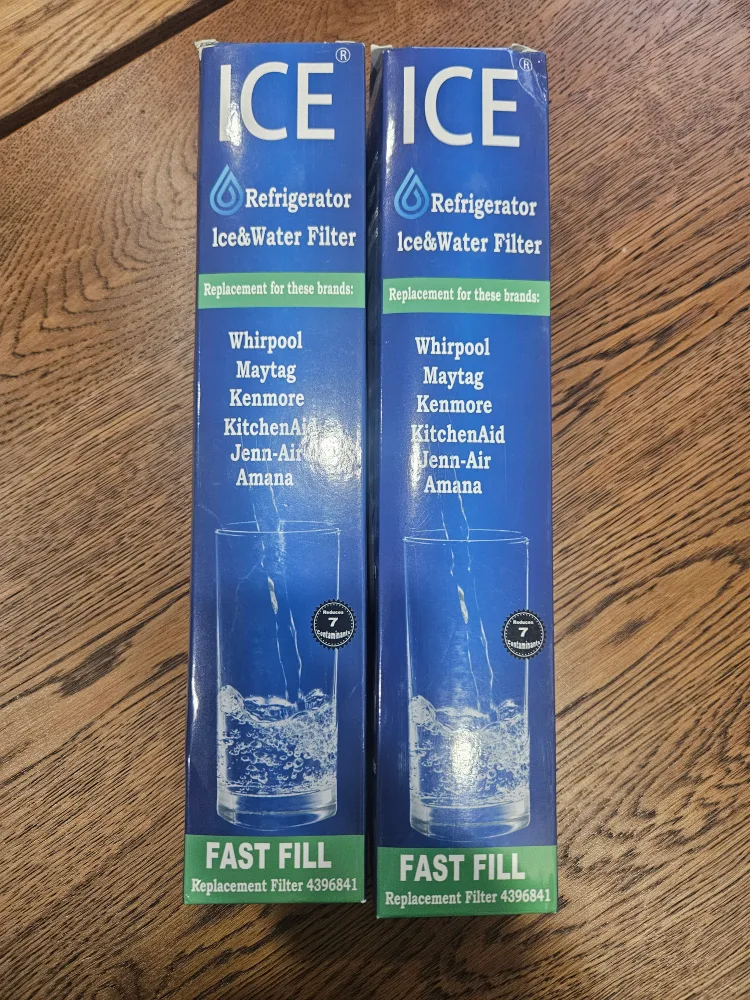 ICE®
Refrigerator
lce&Water Filter
Replacement for these brands:
Whirpool
Maytag
Kenmore
KitchenAid
Jenn-Air
Amana
Reduces
7
Contaminants
FAST FILL
Replacement Filter 4396841
ICE®
Refrigerator
lce&Water Filter
Replacement for these brands:
Whirpool
Maytag
Kenmore
KitchenAid
Jenn-Air
Amana
Reduces
7
Contaminants
FAST FILL
Replacement Filter 4396841